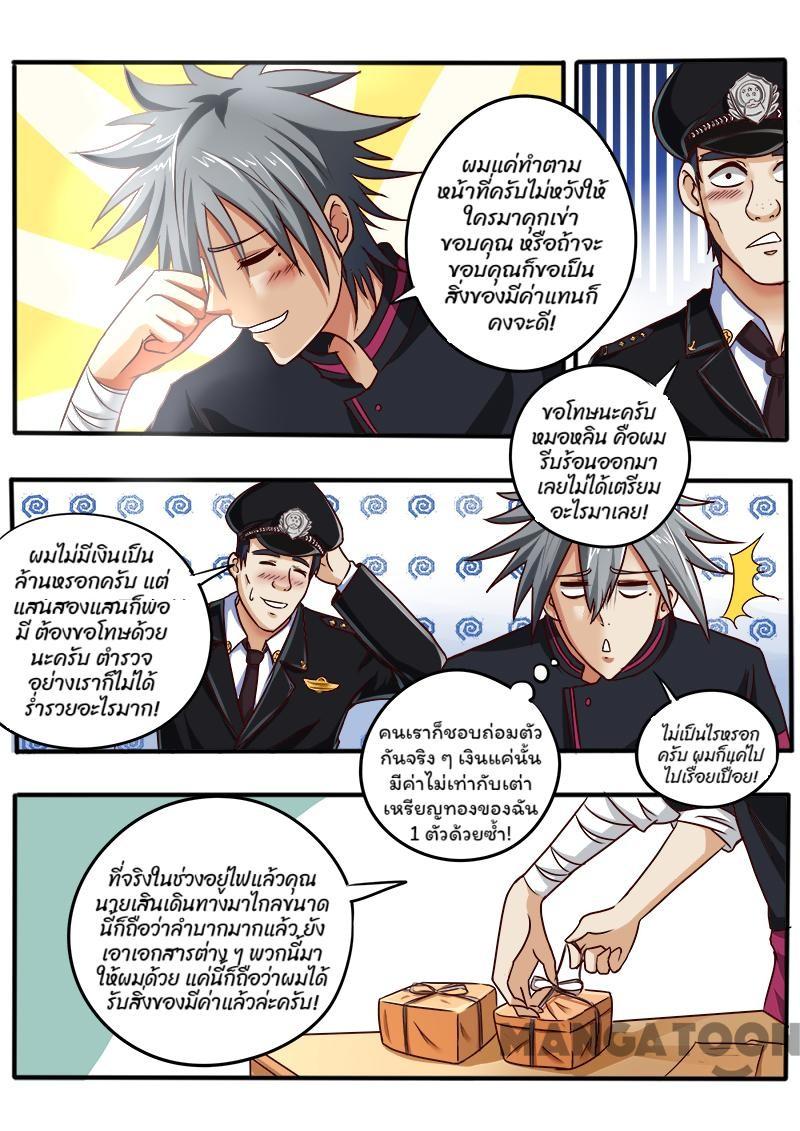 ผมแค่ทำตาม
หน้าที่ครับไม่หวังให้
ใครมาคุกเข่า
ขอบคุณ หรือถ้าจะ
ขอบคุณก็ขอเป็น
สิ่งของมีค่าแทนก็
คงจะดี!
ขอโทษนะครับ
หมอหลิน คือผม
รีบร้อนออกมา
เลยไม่ได้เตรียม
อะไรมาเลย!
ผมไม่มีเงินเป็น
ล้านหรอกครับ แต่
แสนสองแสนก็พอ
มี ต้องขอโทษด้วย
นะครับ ตำรวจ
อย่างเราก็ไม่ได้
ร่ำรวยอะไรมาก!
คนเราก็ชอบถ่อมตัว
กันจริง ๆ เงินแค่นั้น
มีค่าไม่เท่ากับเต่า
เหรียญทองของฉัน
1 ตัวด้วยซ้ำ!
ไม่เป็นไรหรอก
ครับ ผมก็แค่ไป
ไปเรื่อยเปื่อย!
ที่จริงในช่วงอยู่ไฟแล้วคุณ
นายเสินเดินทางมาไกลขนาด
นี้ก็ถือว่าลำบากมากแล้ว ยัง
เอาเอกสารต่าง ๆ พวกนี้มา
ให้ผมด้วย แค่นี้ก็ถือว่าผมได้
รับสิ่งของมีค่าแล้วล่ะครับ!
MANGATOON